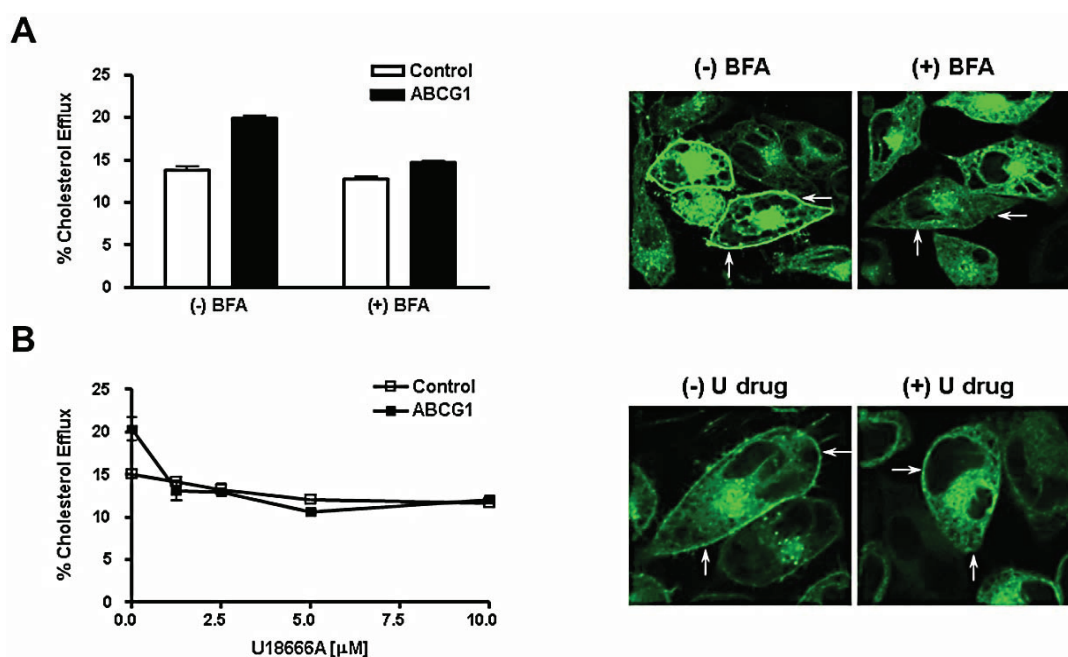 A
(-) BFA
(+) BFA
25
20
15
10
5
0
% Cholesterol Efflux
Control
ABCG1
(-) BFA
(+) BFA
B
(-) U drug
(+) U drug
25
20
15
10
5
0
% Cholesterol Efflux
Control
ABCG1
0.0 2.5 5.0 7.5 10.0
U18666A [μM]